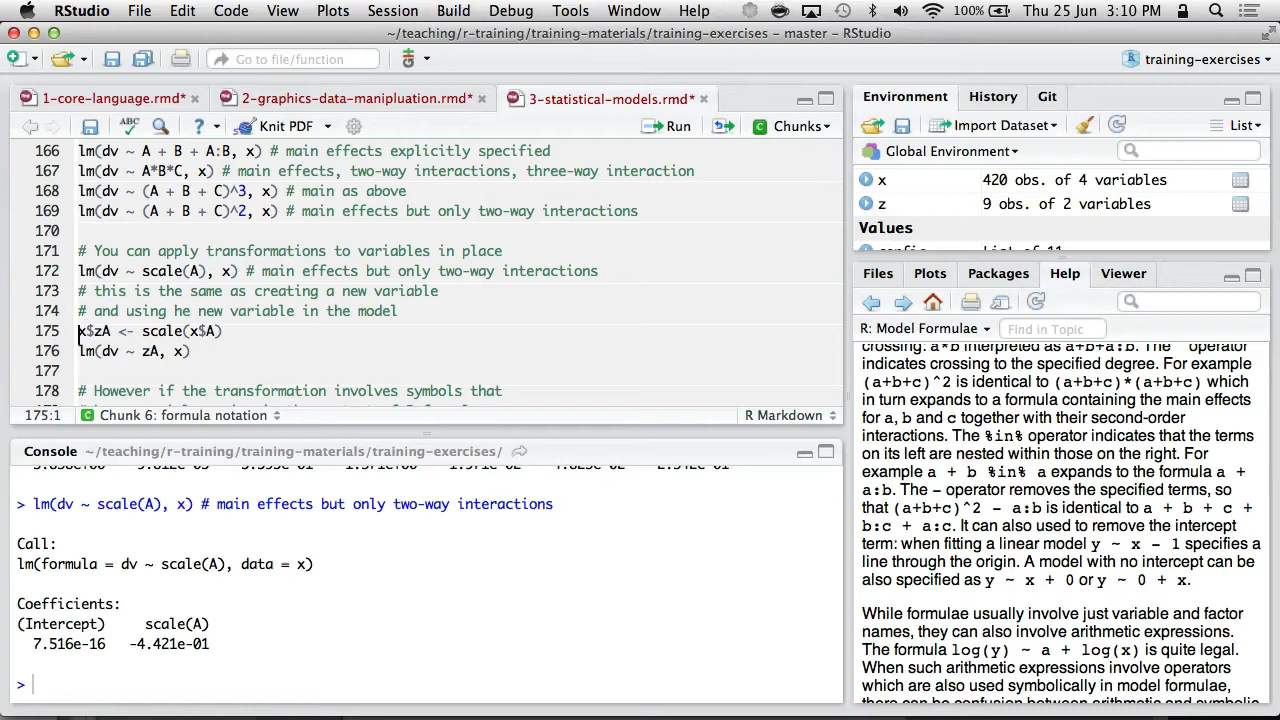 RStudio File Edit Code View Plots Session Build Debug Tools Window Help 100% Thu 25 Jun 3:10 PM
~/teaching/r-training/training-materials/training-exercises - master - RStudio
Go to file/function training-exercises
1-core-language.rmd* 2-graphics-data-manipluation.rmd* 3-statistical-models.rmd*
ABC Knit PDF Run Chunks
166 lm(dv ~ A + B + A:B, x) # main effects explicitly specified
167 lm(dv ~ A*B*C, x) # main effects, two-way interactions, three-way interaction
168 lm(dv ~ (A + B + C)^3, x) # main as above
169 lm(dv ~ (A + B + C)^2, x) # main effects but only two-way interactions
170
171 # You can apply transformations to variables in place
172 lm(dv ~ scale(A), x) # main effects but only two-way interactions
173 # this is the same as creating a new variable
174 # and using he new variable in the model
175 x$zA <- scale(x$A)
176 lm(dv ~ zA, x)
177
178 # However if the transformation involves symbols that
175:1 Chunk 6: formula notation R Markdown
Console ~/teaching/r-training/training-materials/training-exercises/
> lm(dv ~ scale(A), x) # main effects but only two-way interactions
Call:
lm(formula = dv ~ scale(A), data = x)
Coefficients:
(Intercept) scale(A)
7.516e-16 -4.421e-01
>
Environment History Git
Import Dataset List
Global Environment
x 420 obs. of 4 variables
z 9 obs. of 2 variables
Values
Files Plots Packages Help Viewer
R: Model Formulae Find in Topic
crossing: a*b interpreted as a+b+a:b. The ^ operator
indicates crossing to the specified degree. For example
(a+b+c)^2 is identical to (a+b+c)*(a+b+c) which
in turn expands to a formula containing the main effects
for a, b and c together with their second-order
interactions. The %in% operator indicates that the terms
on its left are nested within those on the right. For
example a + b %in% a expands to the formula a +
a:b. The - operator removes the specified terms, so
that (a+b+c)^2 - a:b is identical to a + b + c +
b:c + a:c. It can also used to remove the intercept
term: when fitting a linear model y ~ x - 1 specifies a
line through the origin. A model with no intercept can be
also specified as y ~ x + 0 or y ~ 0 + x.
While formulae usually involve just variable and factor
names, they can also involve arithmetic expressions.
The formula log(y) ~ a + log(x) is quite legal.
When such arithmetic expressions involve operators
which are also used symbolically in model formulae,
there can be confusion between arithmetic and symbolic